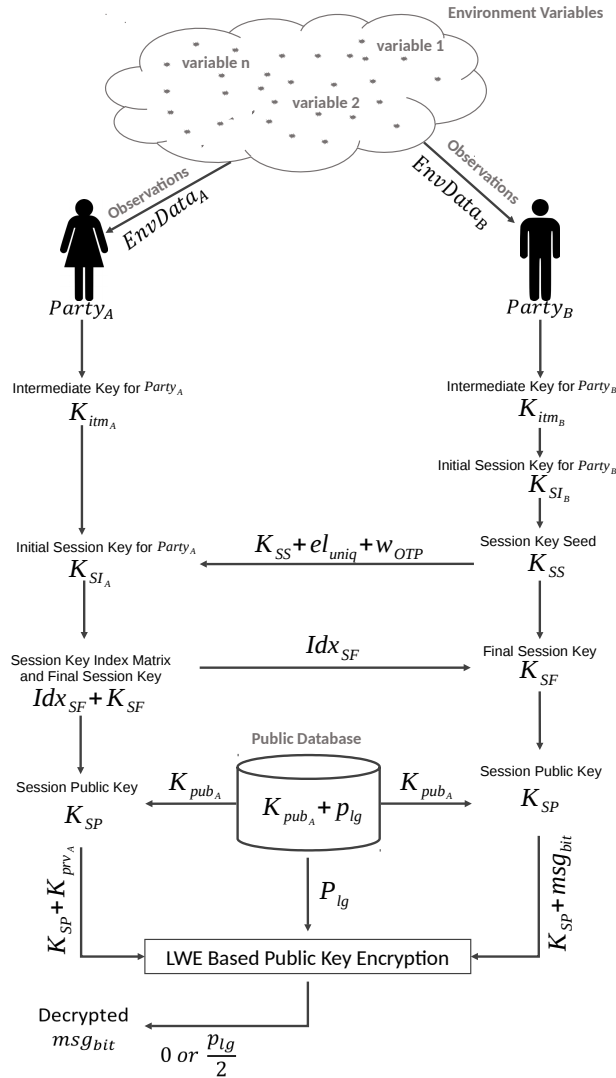 Environment Variables
variable 1
variable n
variable 2
Observations
EnvData_A
Observations
EnvData_B
Party_A
Party_B
Intermediate Key for Party_A
K_itm_A
Intermediate Key for Party_B
K_itm_B
Initial Session Key for Party_B
K_SI_B
Initial Session Key for Party_A
K_SI_A
K_SS + el_uniq + w_OTP
Session Key Seed
K_SS
Session Key Index Matrix
and Final Session Key
Idx_SF + K_SF
Idx_SF
Final Session Key
K_SF
Public Database
Session Public Key
K_SP
K_pub_A
K_pub_A + p_lg
K_pub_A
Session Public Key
K_SP
K_SP + K_prv_A
P_lg
K_SP + msg_bit
LWE Based Public Key Encryption
Decrypted
msg_bit
0 or p_lg/2